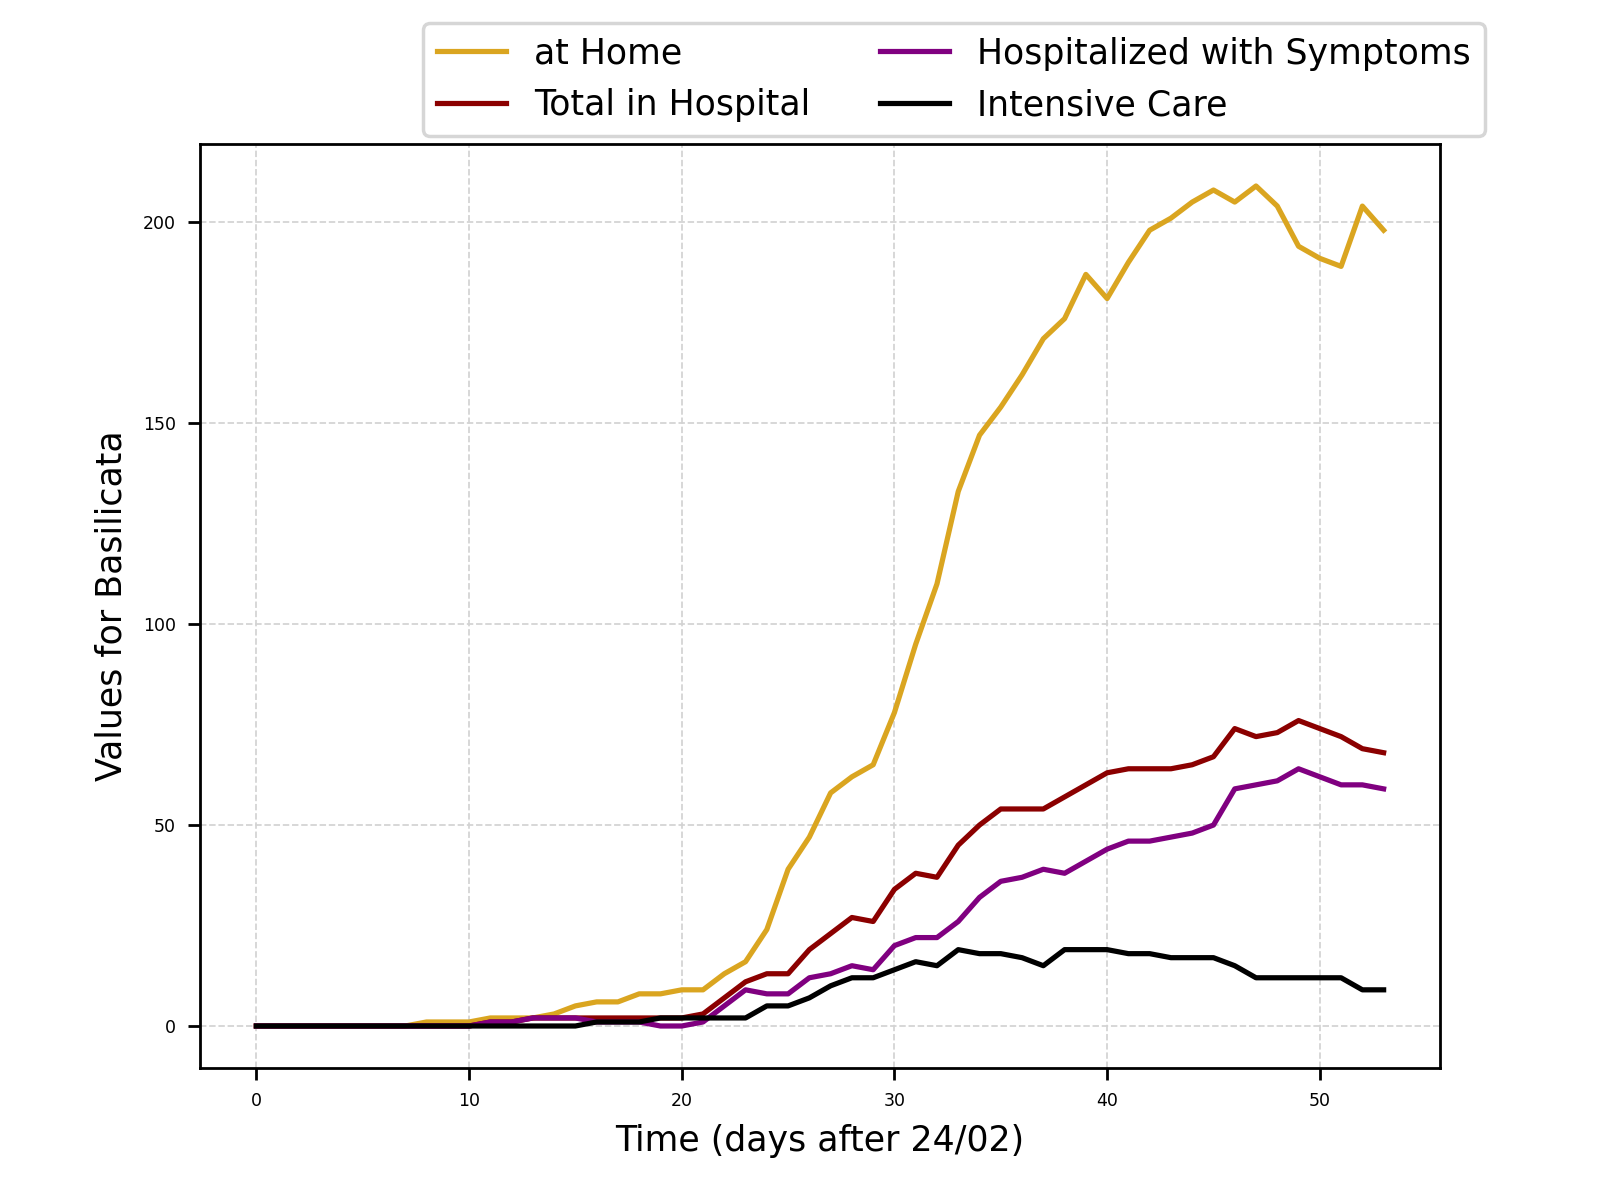 at Home
Total in Hospital
Hospitalized with Symptoms
Intensive Care
Values for Basilicata
200
150
100
50
0
0 10 20 30 40 50
Time (days after 24/02)